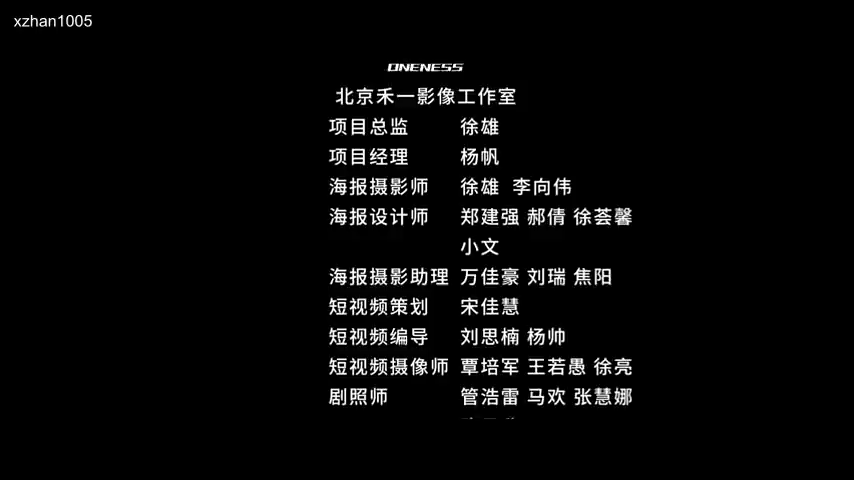 xzhan1005
ONENESS
北京禾一影像工作室
项目总监 徐雄
项目经理 杨帆
海报摄影师 徐雄 李向伟
海报设计师 郑建强 郝倩 徐荟馨
小文
海报摄影助理 万佳豪 刘瑞 焦阳
短视频策划 宋佳慧
短视频编导 刘思楠 杨帅
短视频摄像师 覃培军 王若愚 徐亮
剧照师 管浩雷 马欢 张慧娜